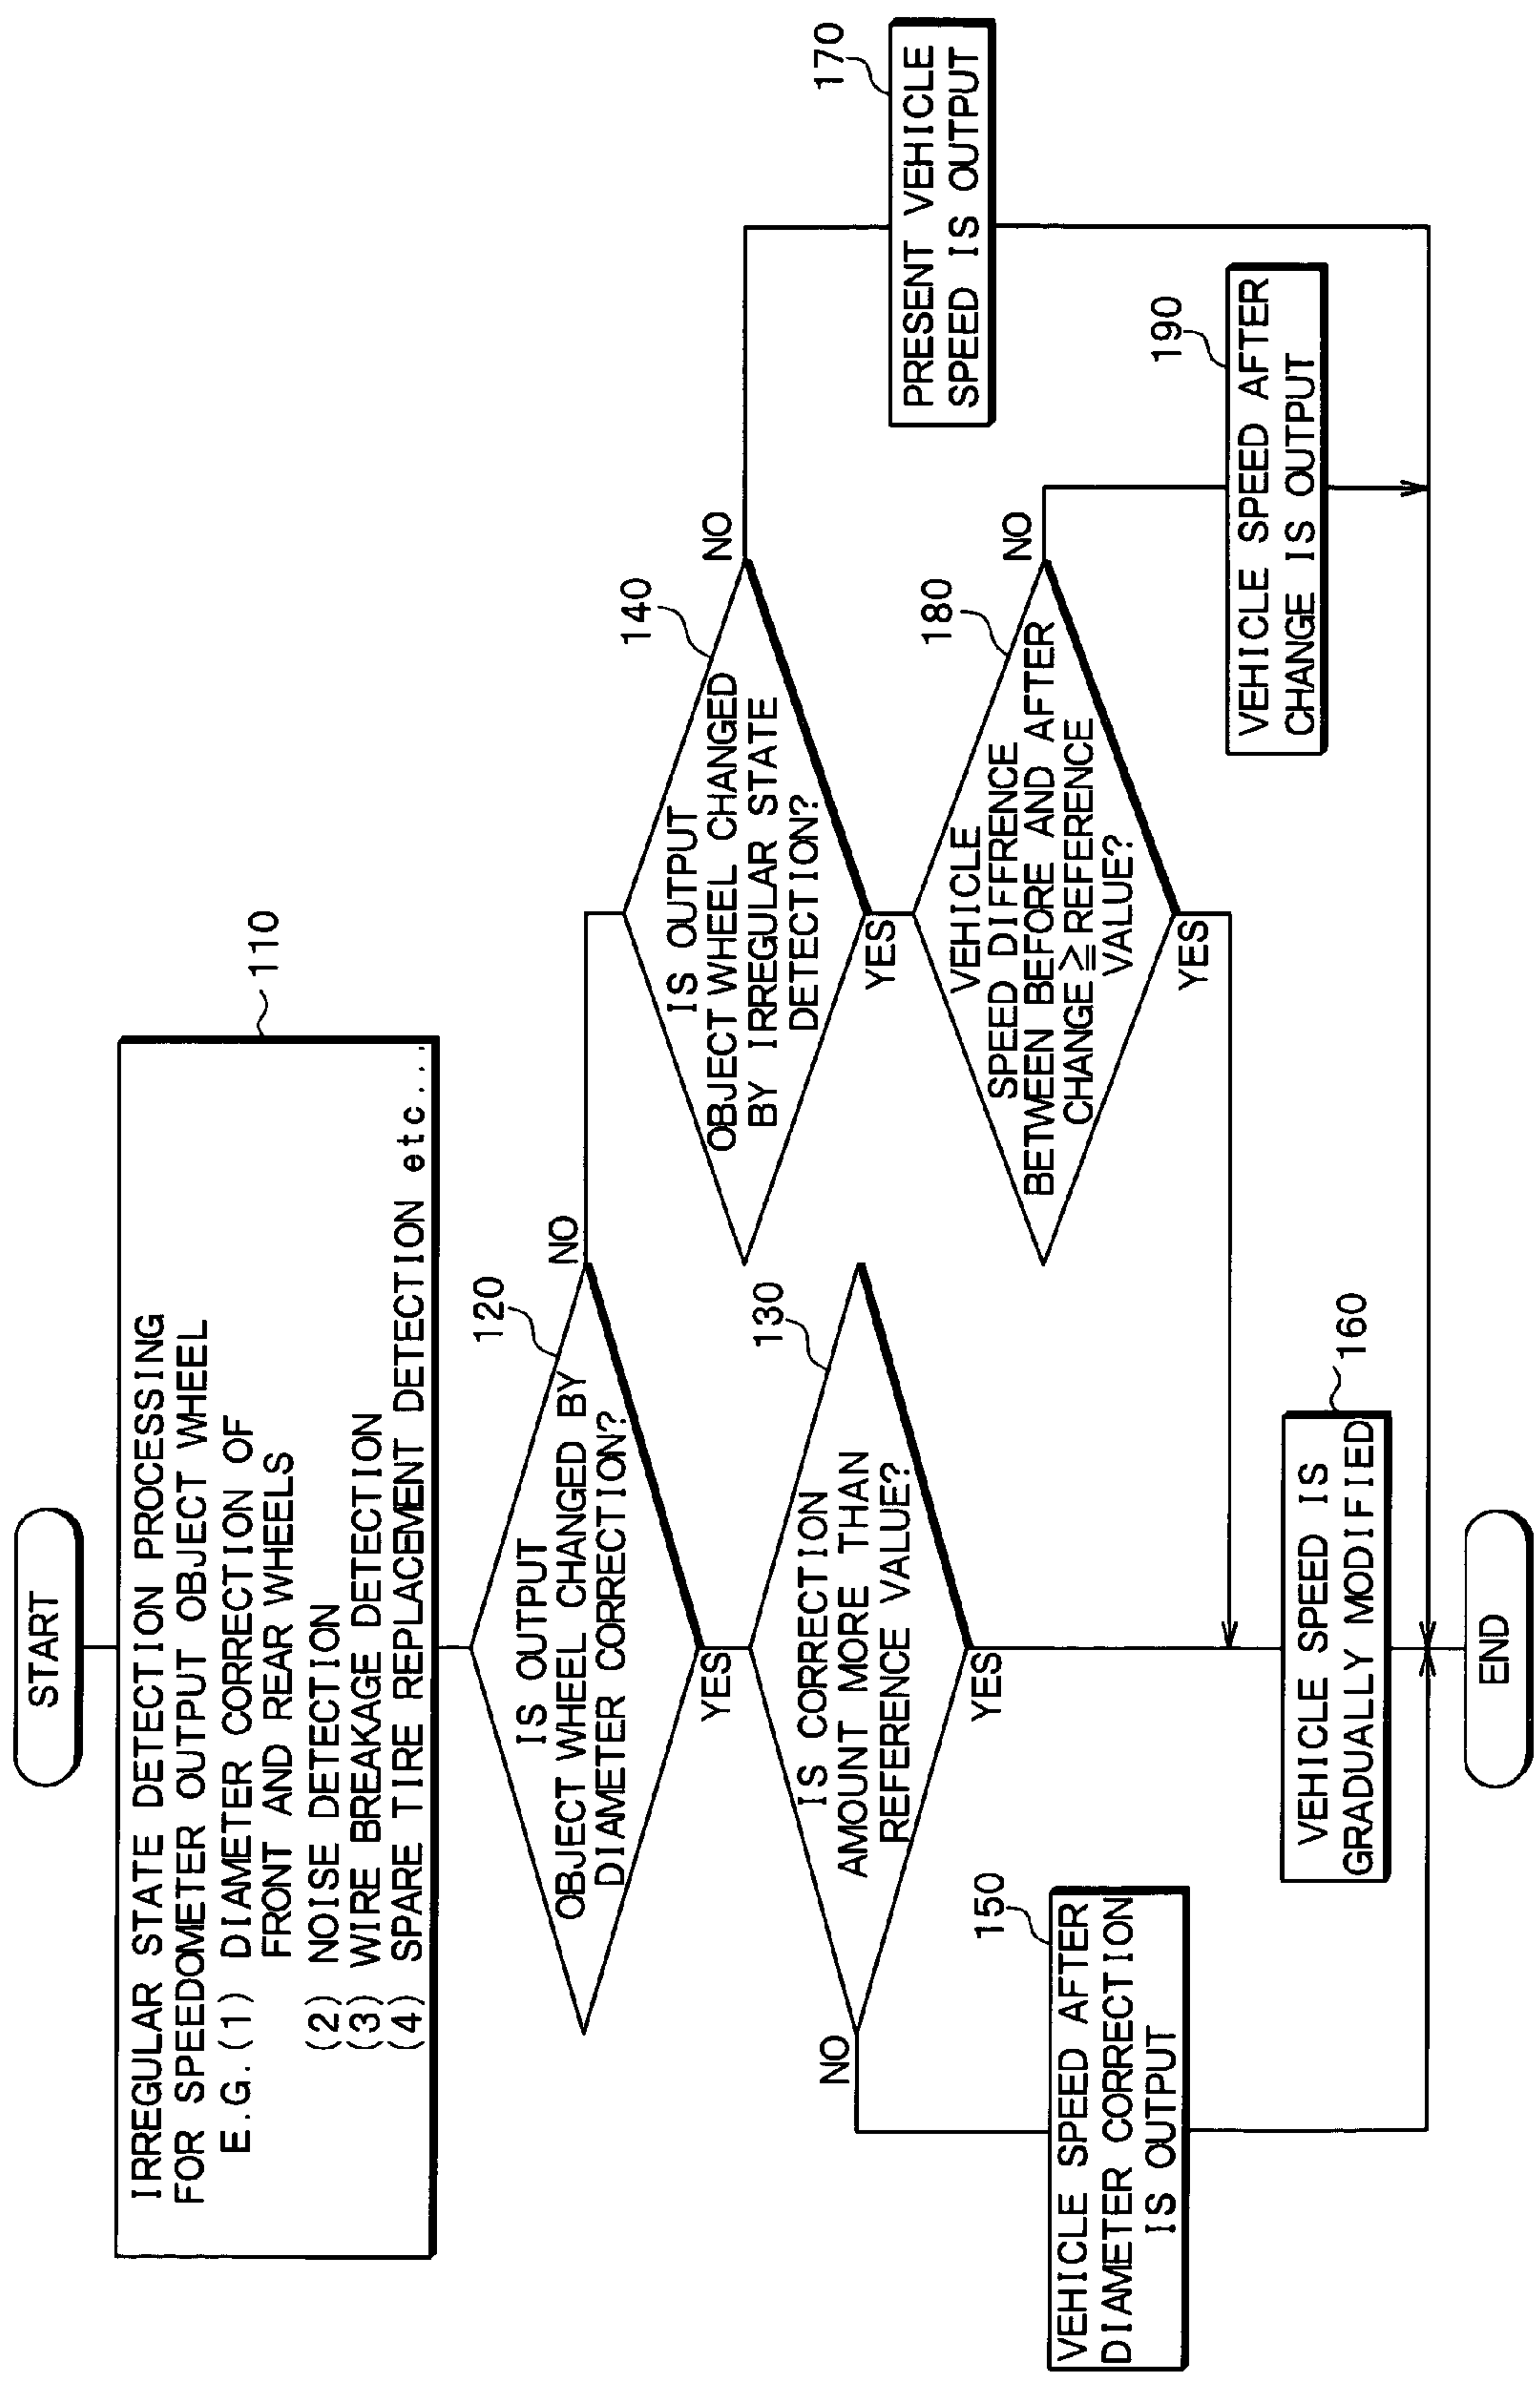 START
IRREGULAR STATE DETECTION PROCESSING
FOR SPEEDOMETER OUTPUT OBJECT WHEEL
E.G.(1) DIAMETER CORRECTION OF
FRONT AND REAR WHEELS
(2) NOISE DETECTION
(3) WIRE BREAKAGE DETECTION
(4) SPARE TIRE REPLACEMENT DETECTION etc...
110
IS OUTPUT
OBJECT WHEEL CHANGED BY
DIAMETER CORRECTION?
120
NO
YES
IS CORRECTION
AMOUNT MORE THAN
REFERENCE VALUE?
130
NO
YES
IS OUTPUT
OBJECT WHEEL CHANGED
BY IRREGULAR STATE
DETECTION?
140
NO
YES
VEHICLE
SPEED DIFFRENCE
BETWEEN BEFORE AND AFTER
CHANGE ≧ REFERENCE
VALUE?
180
NO
YES
VEHICLE SPEED AFTER
DIAMETER CORRECTION
IS OUTPUT
150
VEHICLE SPEED IS
GRADUALLY MODIFIED
160
PRESENT VEHICLE
SPEED IS OUTPUT
170
VEHICLE SPEED AFTER
CHANGE IS OUTPUT
190
END